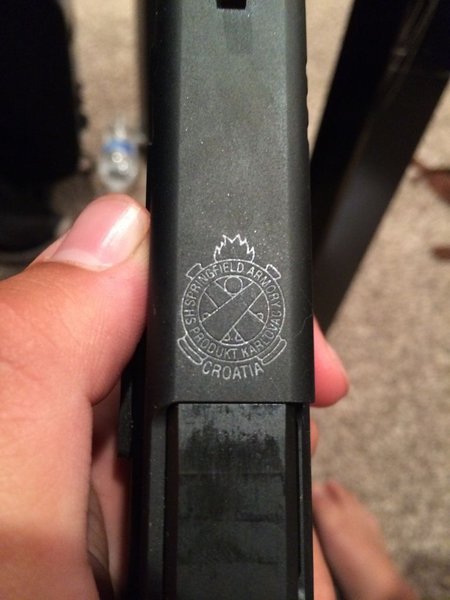 SPRINGFIELD ARMORY
HS PRODUKT KARLOVAC
CROATIA